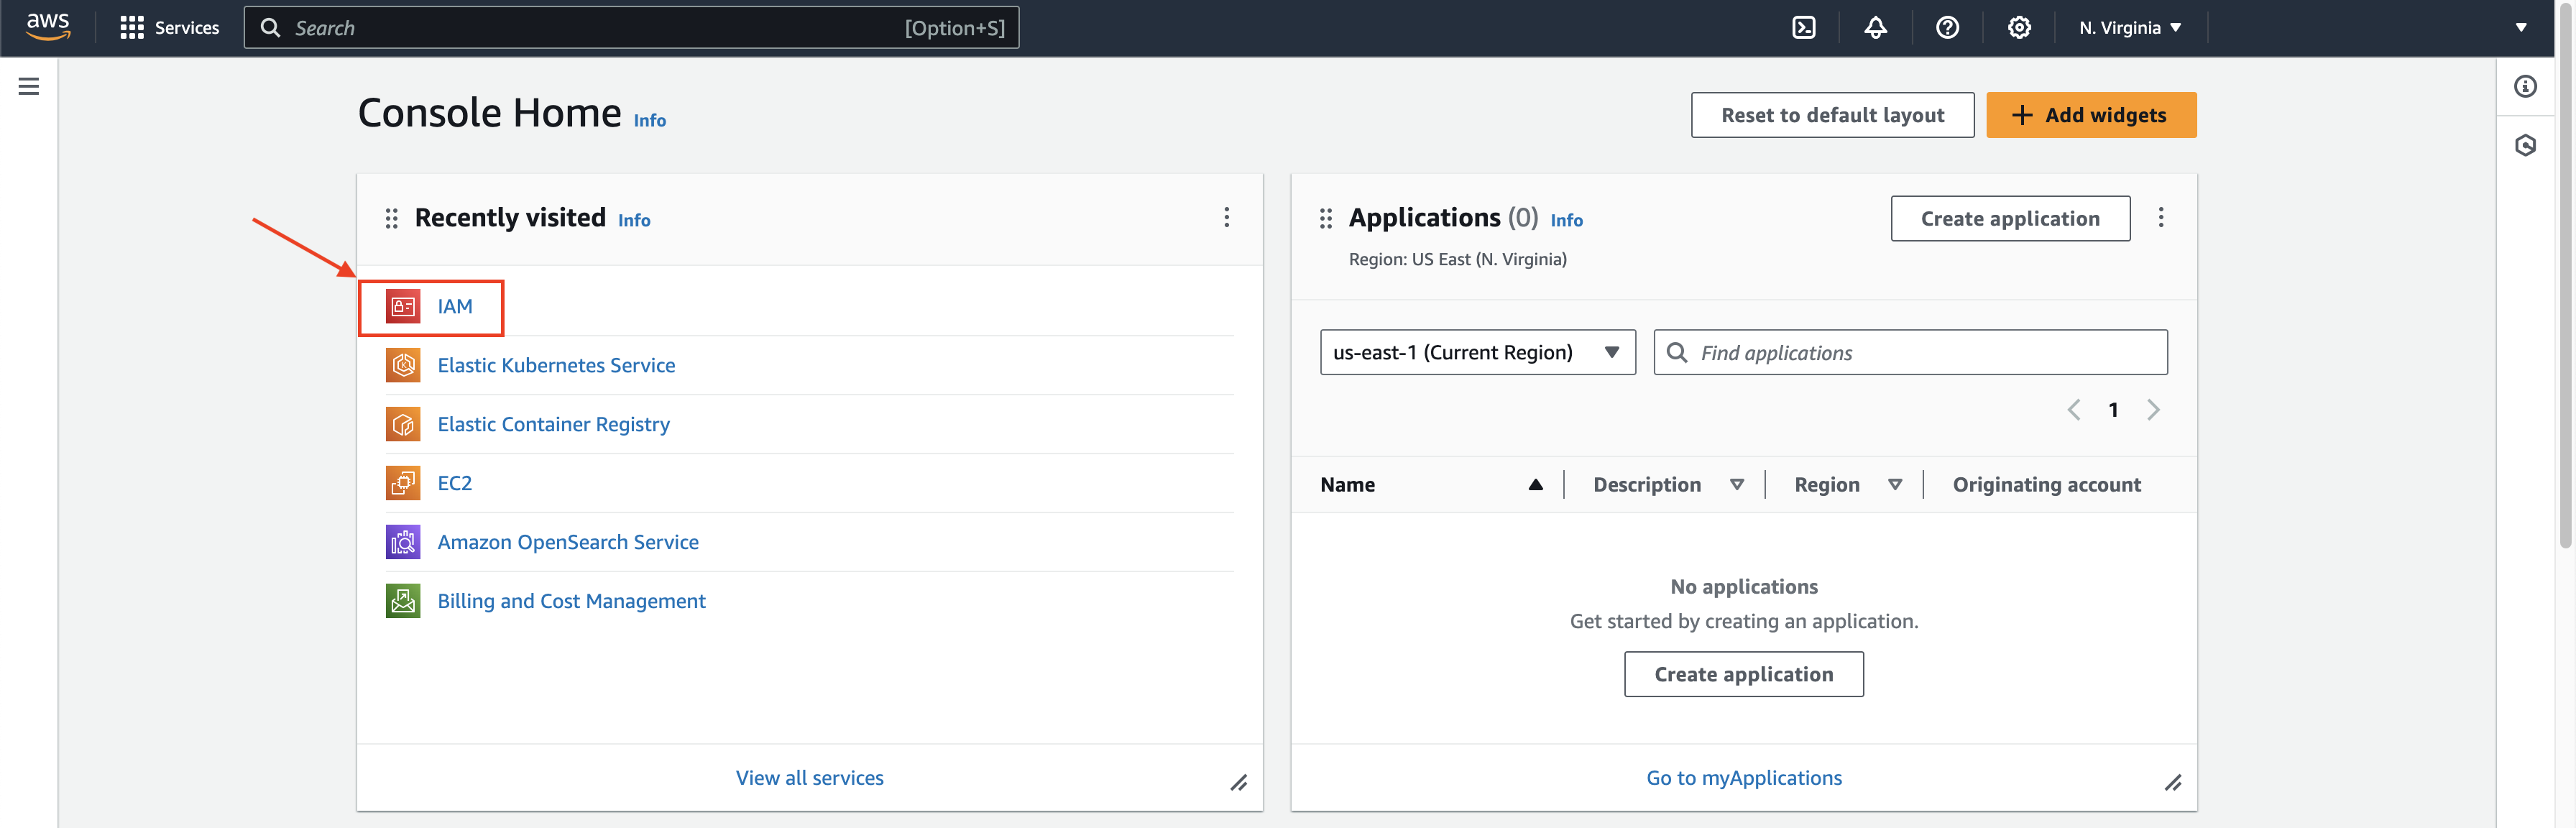 aws
Services
Search
[Option+S]
N. Virginia
Console Home Info
Reset to default layout
Add widgets
Recently visited Info
IAM
Elastic Kubernetes Service
Elastic Container Registry
EC2
Amazon OpenSearch Service
Billing and Cost Management
View all services
Applications (0) Info
Create application
Region: US East (N. Virginia)
us-east-1 (Current Region)
Find applications
1
Name
Description
Region
Originating account
No applications
Get started by creating an application.
Create application
Go to myApplications